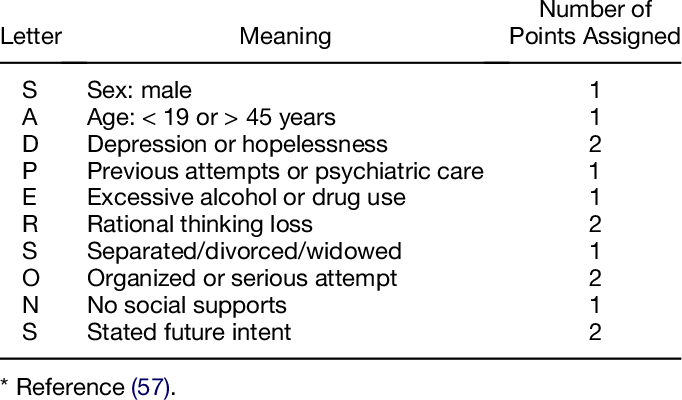 Number of
Letter Meaning Points Assigned
S Sex: male 1
A Age: < 19 or > 45 years 1
D Depression or hopelessness 2
P Previous attempts or psychiatric care 1
E Excessive alcohol or drug use 1
R Rational thinking loss 2
S Separated/divorced/widowed 1
O Organized or serious attempt 2
N No social supports 1
S Stated future intent 2
* Reference (57).